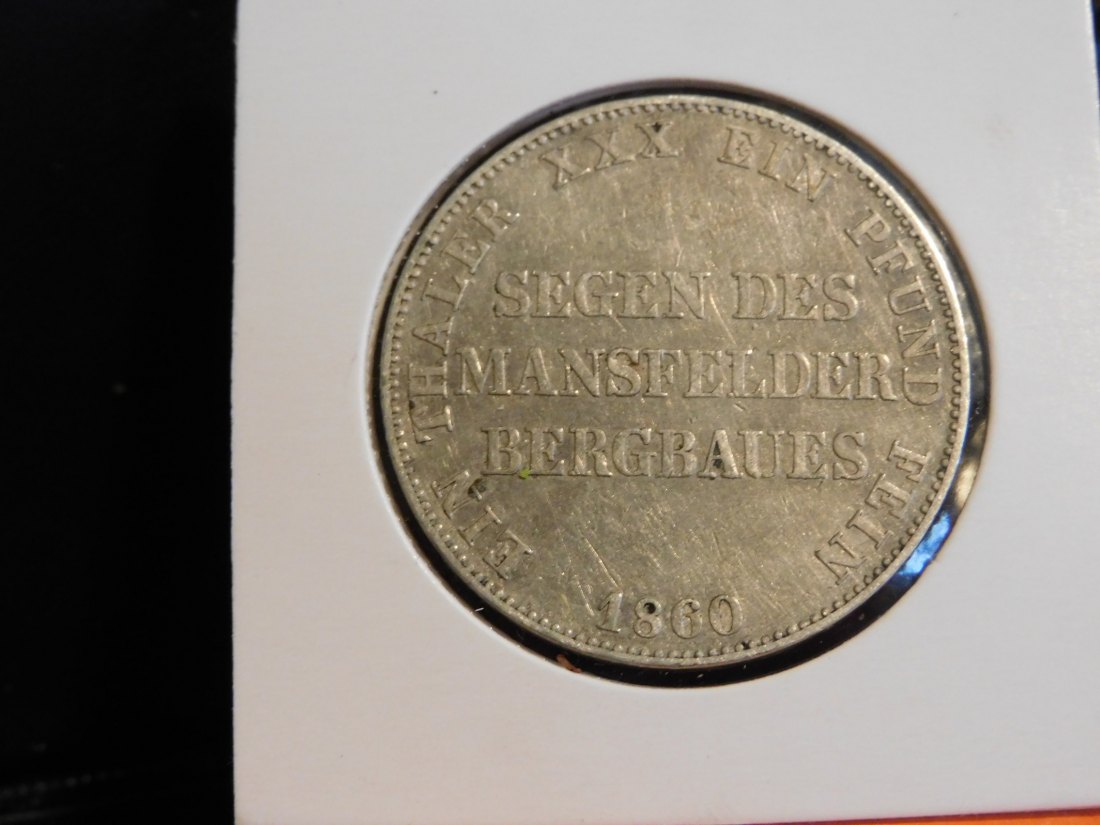 EIN THALER XXX EIN PFUND FEIN
SEGEN DES
MANSFELDER
BERGBAUES
1860